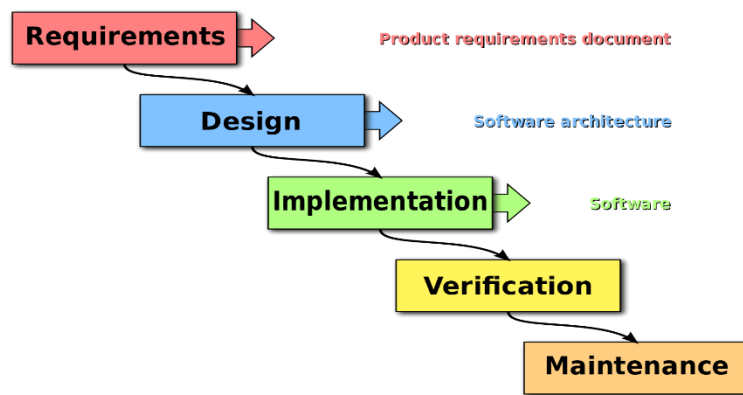 Requirements
Product requirements document
Design
Software architecture
Implementation
Software
Verification
Maintenance